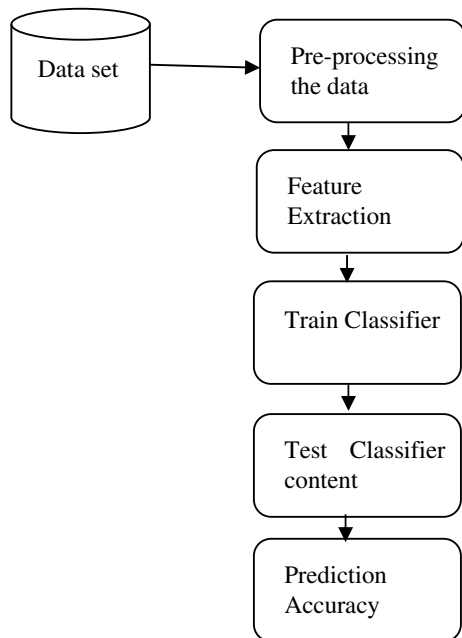 Data set
Pre-processing
the data
Feature
Extraction
Train Classifier
Test Classifier
content
Prediction
Accuracy